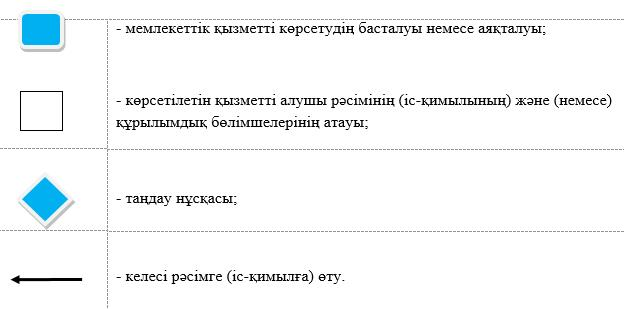 - мемлекеттік қызметті көрсетудің басталуы немесе аяқталуы;
- көрсетілетін қызметті алушы рәсімінің (іс-қимылының) және (немесе)
құрылымдық бөлімшелерінің атауы;
- таңдау нұсқасы;
- келесі рәсімге (іс-қимылға) өту.